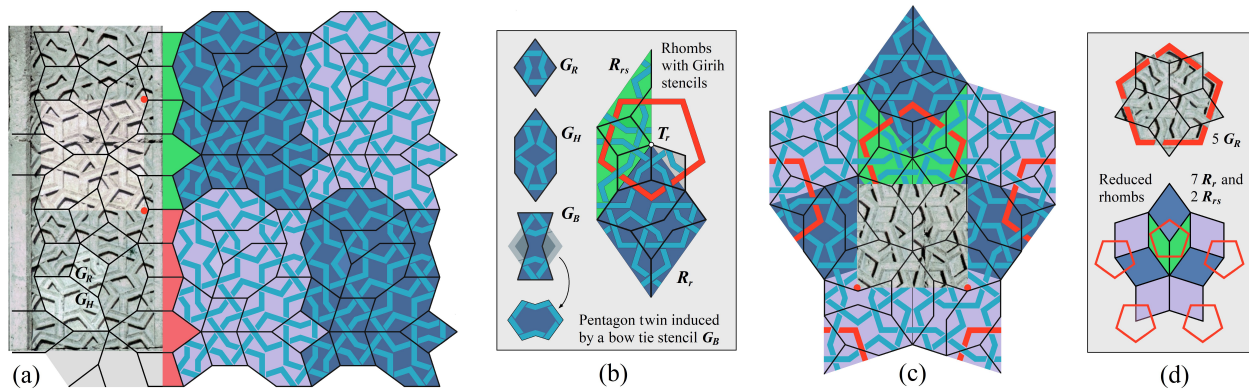 G_R
G_H
(a)
G_R
G_H
G_B
Pentagon twin induced
by a bow tie stencil G_B
R_rs
Rhombs
with Girih
stencils
T_r
R_r
(b)
(c)
5 G_R
Reduced
rhombs
7 R_r and
2 R_rs
(d)